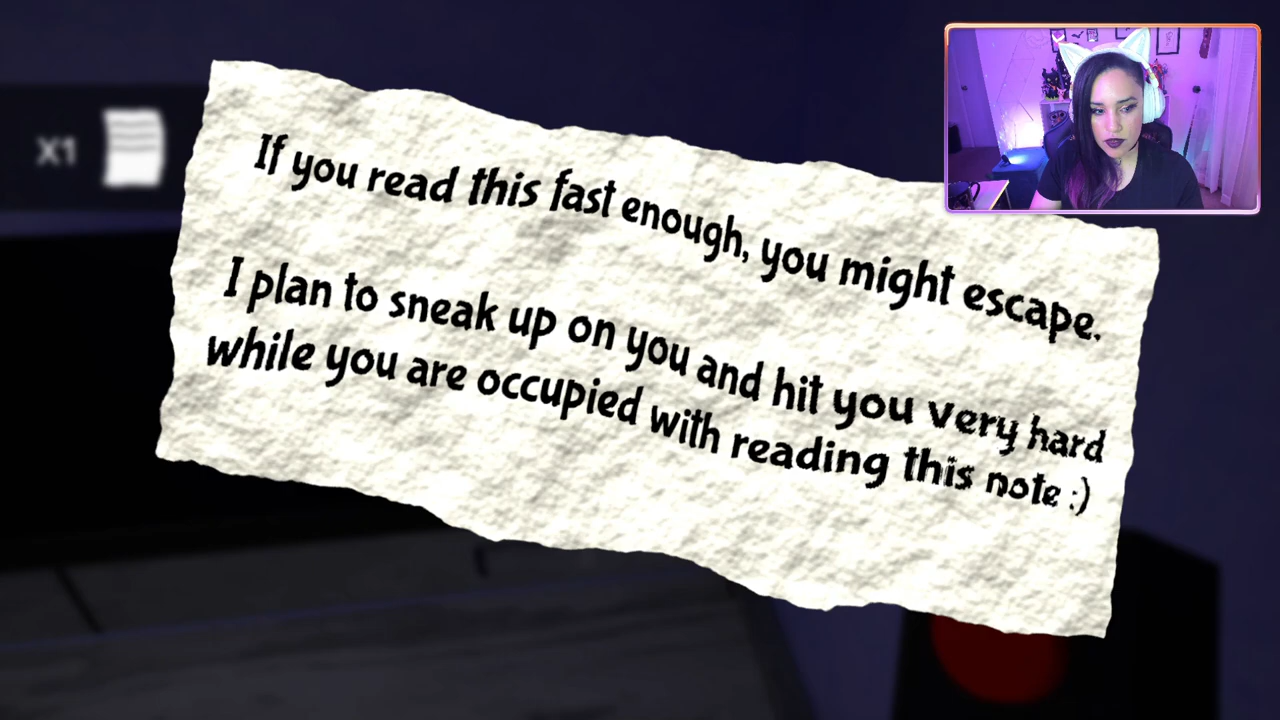 X1
If you read this fast enough, you might escape.
I plan to sneak up on you and hit you very hard
while you are occupied with reading this note :)